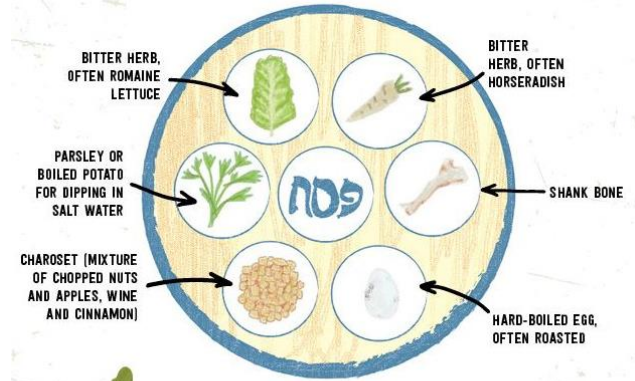 BITTER HERB,
OFTEN ROMAINE
LETTUCE
BITTER
HERB, OFTEN
HORSERADISH
PARSLEY OR
BOILED POTATO
FOR DIPPING IN
SALT WATER
פסח
SHANK BONE
CHAROSET (MIXTURE
OF CHOPPED NUTS
AND APPLES, WINE
AND CINNAMON)
HARD-BOILED EGG,
OFTEN ROASTED